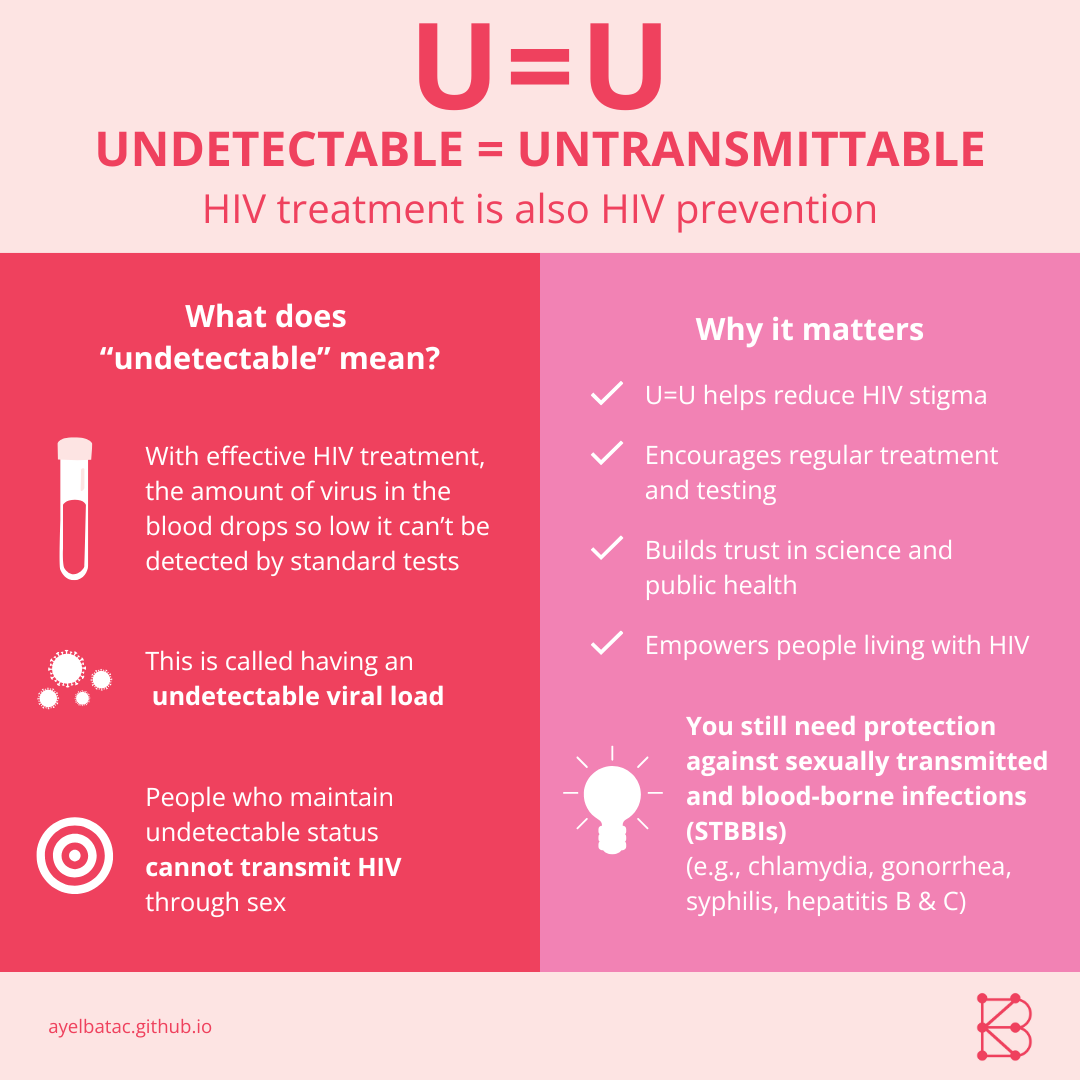 U=U
UNDETECTABLE = UNTRANSMITTABLE
HIV treatment is also HIV prevention
What does
“undetectable” mean?
With effective HIV treatment,
the amount of virus in the
blood drops so low it can’t be
detected by standard tests
This is called having an
undetectable viral load
People who maintain
undetectable status
cannot transmit HIV
through sex
Why it matters
U=U helps reduce HIV stigma
Encourages regular treatment
and testing
Builds trust in science and
public health
Empowers people living with HIV
You still need protection
against sexually transmitted
and blood-borne infections
(STBBIs)
(e.g., chlamydia, gonorrhea,
syphilis, hepatitis B & C)
ayelbatac.github.io